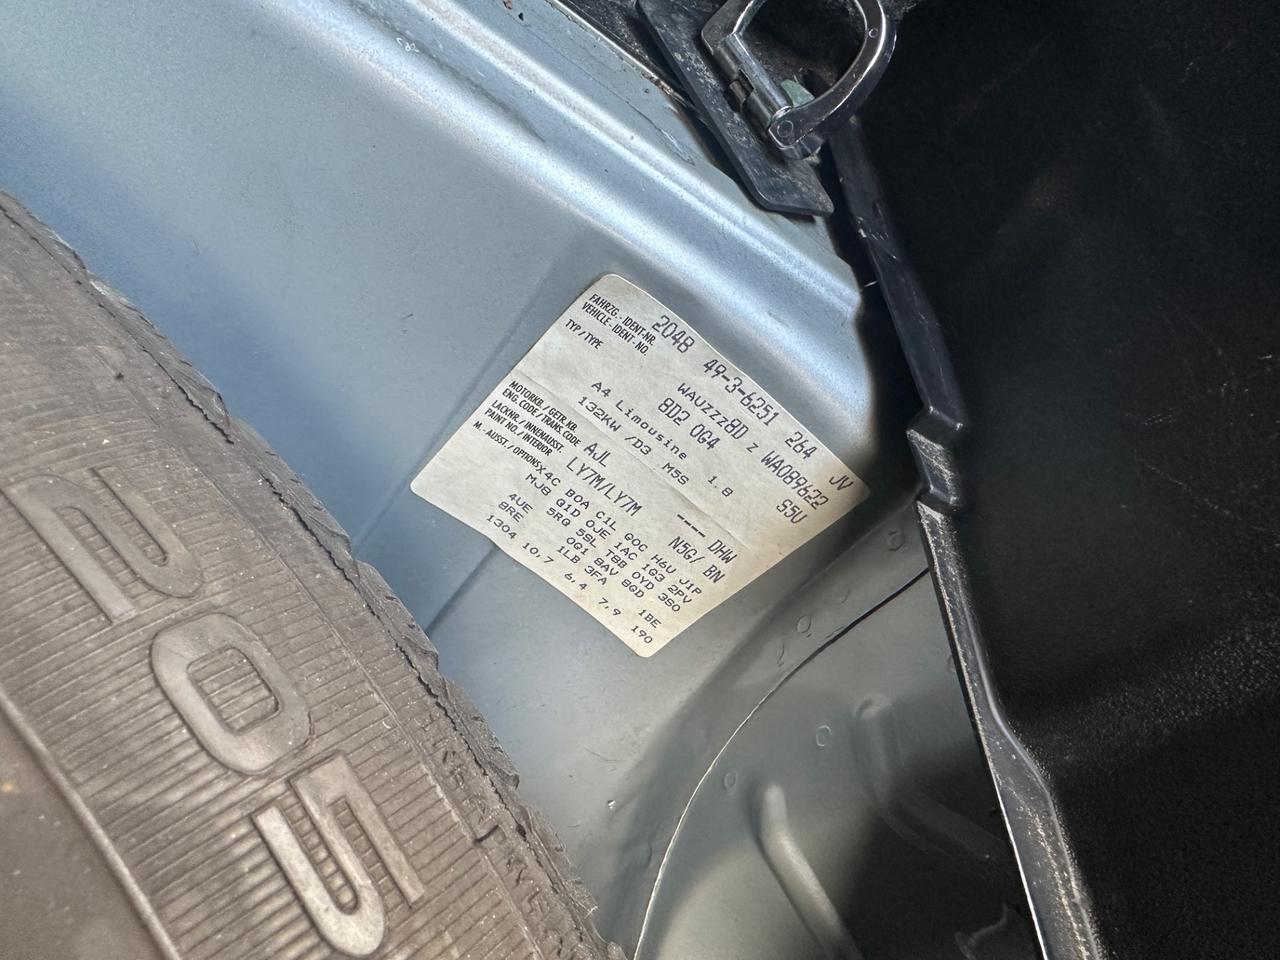 2048 49-3-6251 264 JV
FAHRZG.-IDENT-NR.
VEHICLE-IDENT-NO. WAUZZZ8D Z WA089622
TYP/TYPE 8D2 0G4 S5U
A4 Limousine 1.8
132KW /D3 M5S
MOTORKB./GETR.KB.
ENG.CODE/TRANS.CODE AJL ---- DHW
LACKNR./INNENAUSST.
PAINT NO./INTERIOR LY7M/LY7M N5G/ BN
M.-AUSST./OPTIONS X4C B0A C1L G0C H6U J1P
MJ8 G1D 0JE 1AC 1G3 2PV
5RG 5SL T8B 0YD 3S0
4UE 0G1 8AV 8GD 1BE
8RE 1LB 3FA
1304 10,7 6,4 7,9 190
205